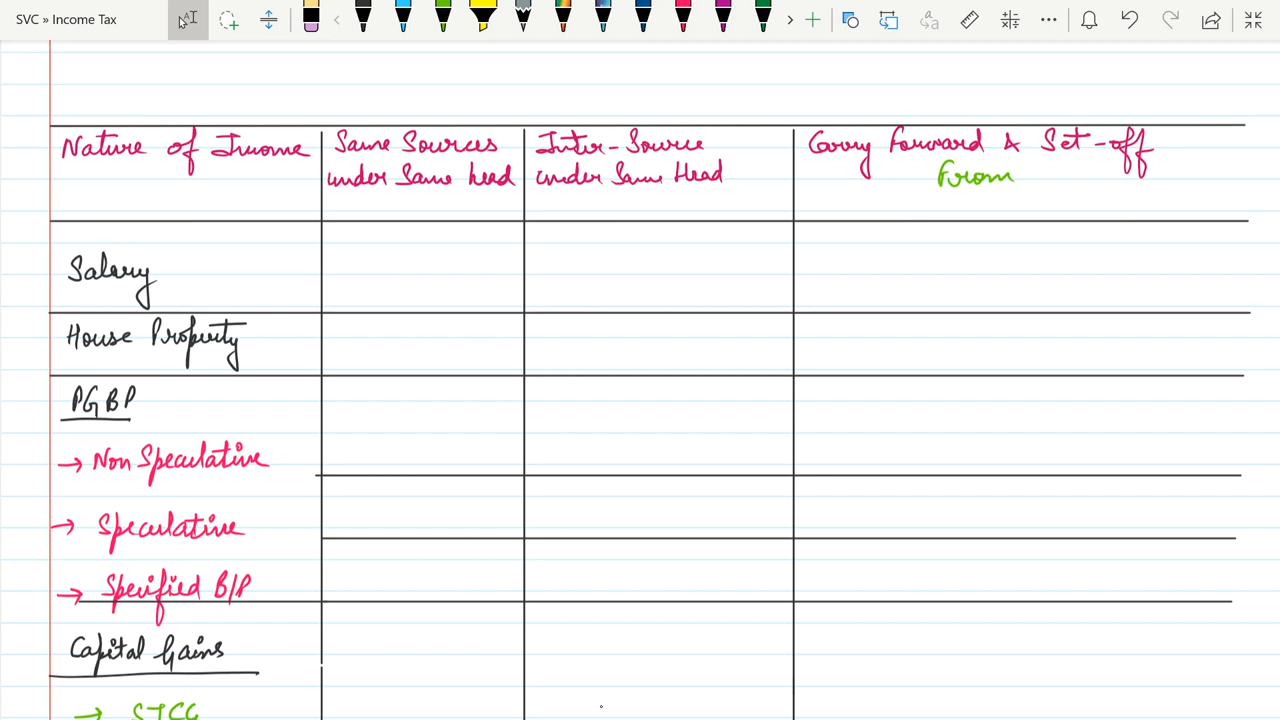 SVC » Income Tax
Nature of Income
Same Sources
under Same head
Inter-Source
under Same Head
Carry Forward & Set-off
From
Salary
House Property
PGBP
→ Non Speculative
→ Speculative
→ Specified B/P
Capital Gains
→ STCG